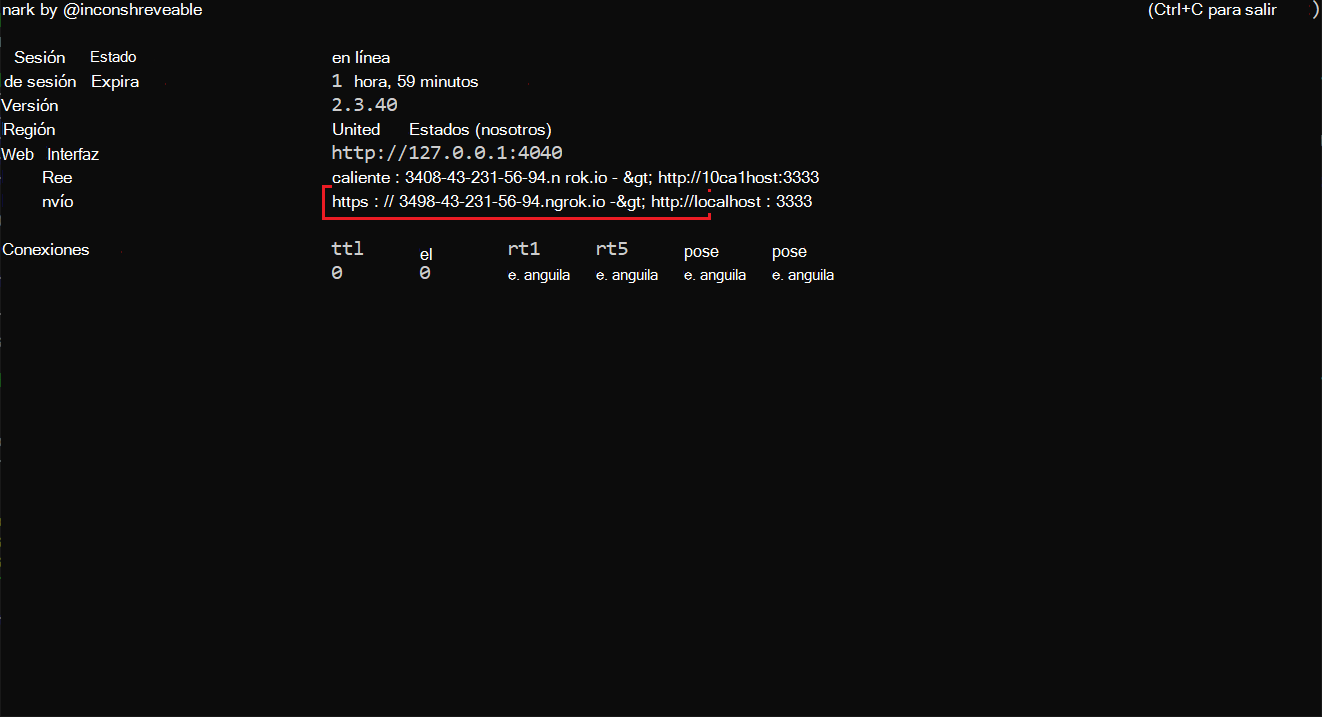 nark by @inconshreveable (Ctrl+C para salir )
Sesión Estado en línea
de sesión Expira 1 hora, 59 minutos
Versión 2.3.40
Región United Estados (nosotros)
Web Interfaz http://127.0.0.1:4040
Ree caliente : 3408-43-231-56-94.n rok.io - &gt; http://10ca1host:3333
nvío https : // 3498-43-231-56-94.ngrok.io -&gt; http://localhost : 3333
Conexiones ttl el rt1 rt5 pose pose
0 0 e. anguila e. anguila e. anguila e. anguila